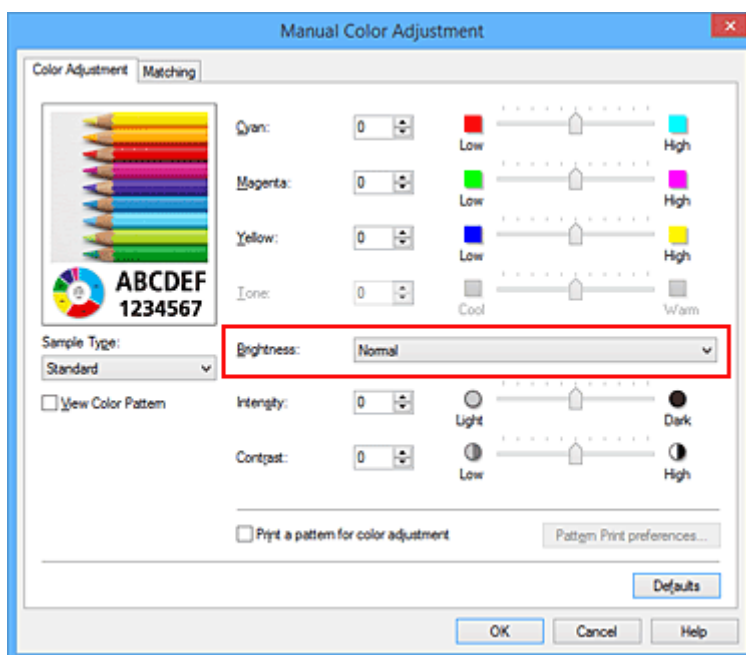 Manual Color Adjustment
Color Adjustment
Matching
Cyan: 0
Low High
Magenta: 0
Low High
Yellow: 0
Low High
Tone: 0
Cool Warm
ABCDEF
1234567
Sample Type:
Standard
View Color Pattern
Brightness: Normal
Intensity: 0
Light Dark
Contrast: 0
Low High
Print a pattern for color adjustment
Pattern Print preferences...
Defaults
OK Cancel Help